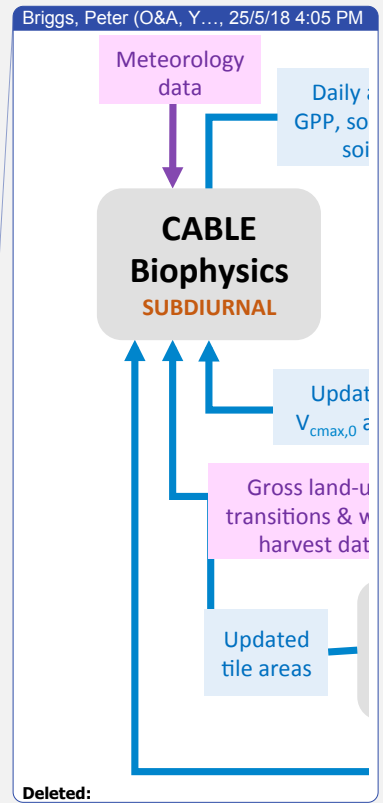 Briggs, Peter (O&A, Y…, 25/5/18 4:05 PM
Meteorology
data
Daily
GPP, so
soi
CABLE
Biophysics
SUBDIURNAL
Updat
Vcmax,0
Gross land-u
transitions & w
harvest dat
Updated
tile areas
Deleted: